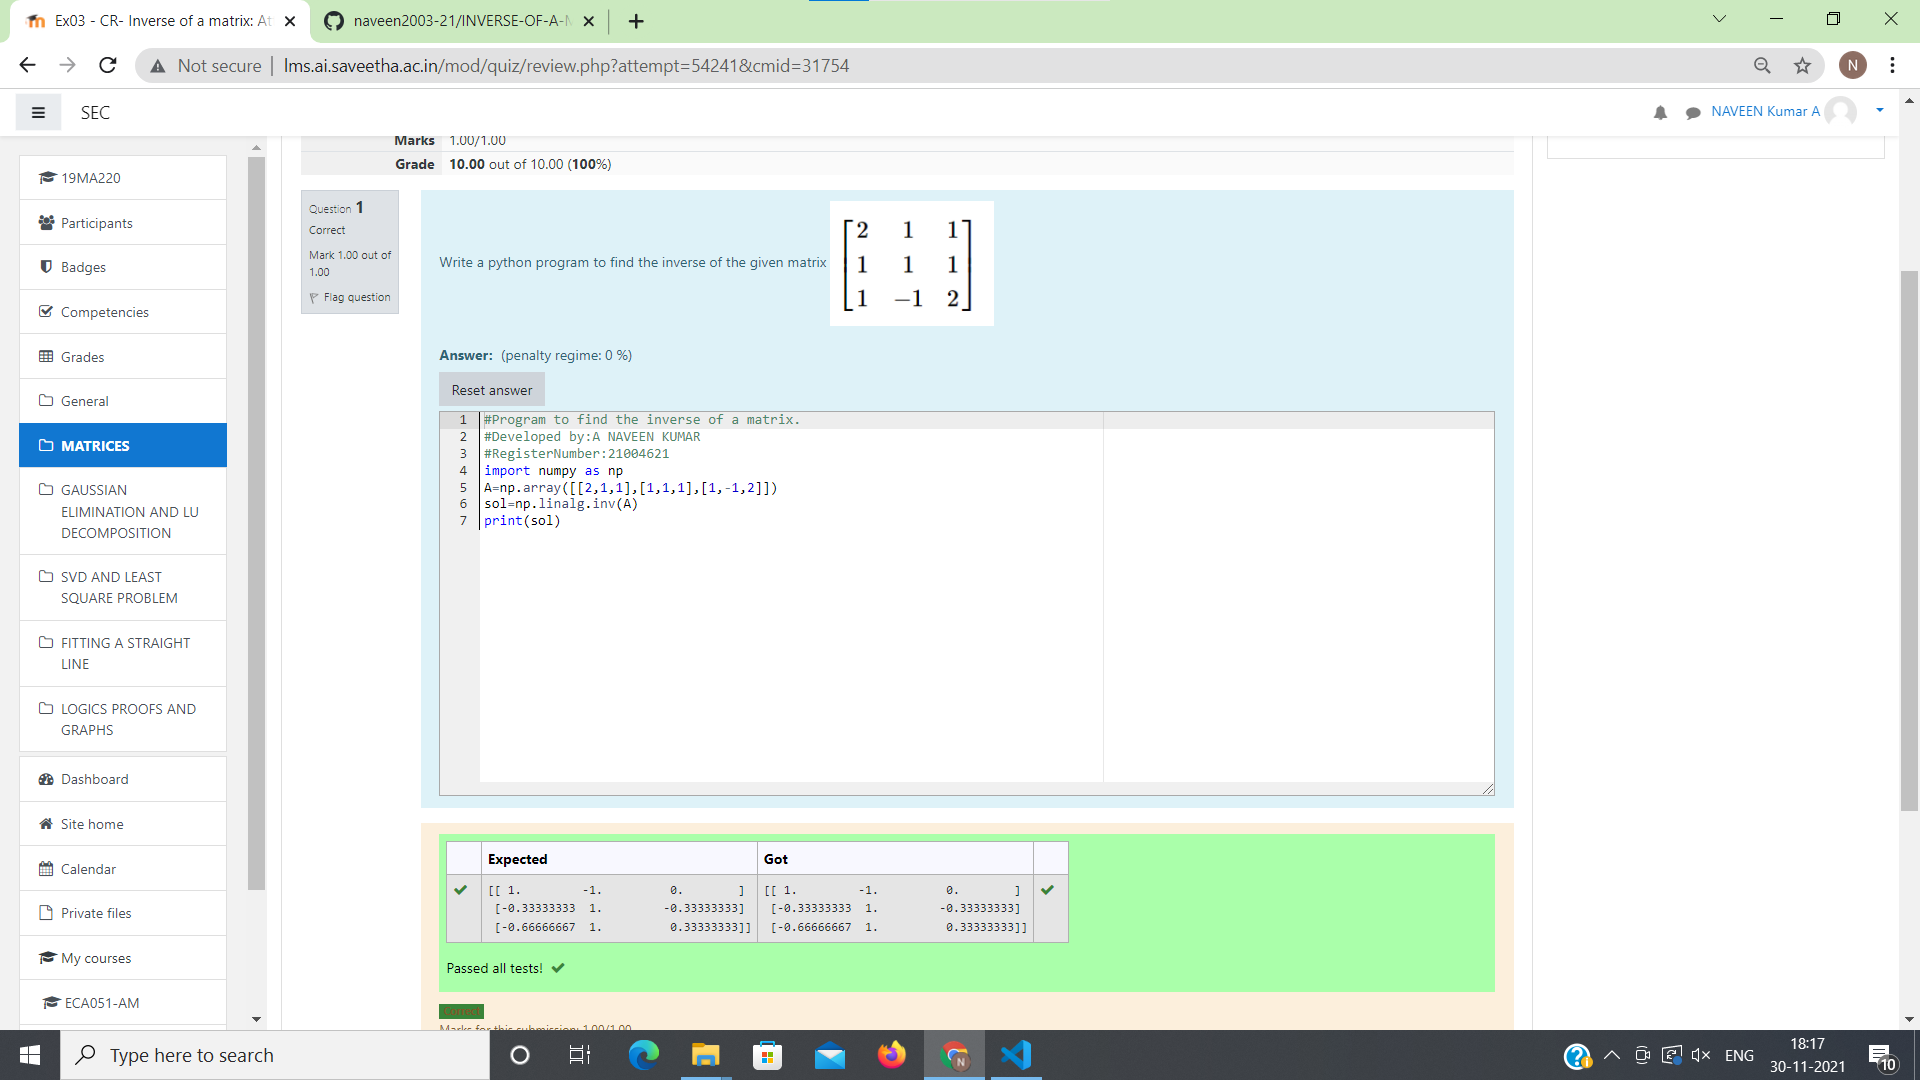 Ex03 - CR- Inverse of a matrix: At
naveen2003-21/INVERSE-OF-A-M
Not secure
lms.ai.saveetha.ac.in/mod/quiz/review.php?attempt=54241&cmid=31754
N
SEC
NAVEEN Kumar A
19MA220
Participants
Badges
Competencies
Grades
General
MATRICES
GAUSSIAN
ELIMINATION AND LU
DECOMPOSITION
SVD AND LEAST
SQUARE PROBLEM
FITTING A STRAIGHT
LINE
LOGICS PROOFS AND
GRAPHS
Dashboard
Site home
Calendar
Private files
My courses
ECA051-AM
Marks 1.00/1.00
Grade 10.00 out of 10.00 (100%)
Question 1
Correct
Mark 1.00 out of
1.00
Flag question
Write a python program to find the inverse of the given matrix
2 1 1
1 1 1
1 −1 2
Answer: (penalty regime: 0 %)
Reset answer
1 #Program to find the inverse of a matrix.
2 #Developed by:A NAVEEN KUMAR
3 #RegisterNumber:21004621
4 import numpy as np
5 A=np.array([[2,1,1],[1,1,1],[1,-1,2]])
6 sol=np.linalg.inv(A)
7 print(sol)
Expected Got
[[ 1. -1. 0. ] [[ 1. -1. 0. ]
[-0.33333333 1. -0.33333333] [-0.33333333 1. -0.33333333]
[-0.66666667 1. 0.33333333]] [-0.66666667 1. 0.33333333]]
Passed all tests!
Correct
Marks for this submission: 1.00/1.00.
Type here to search
N
ENG
18:17
30-11-2021
10